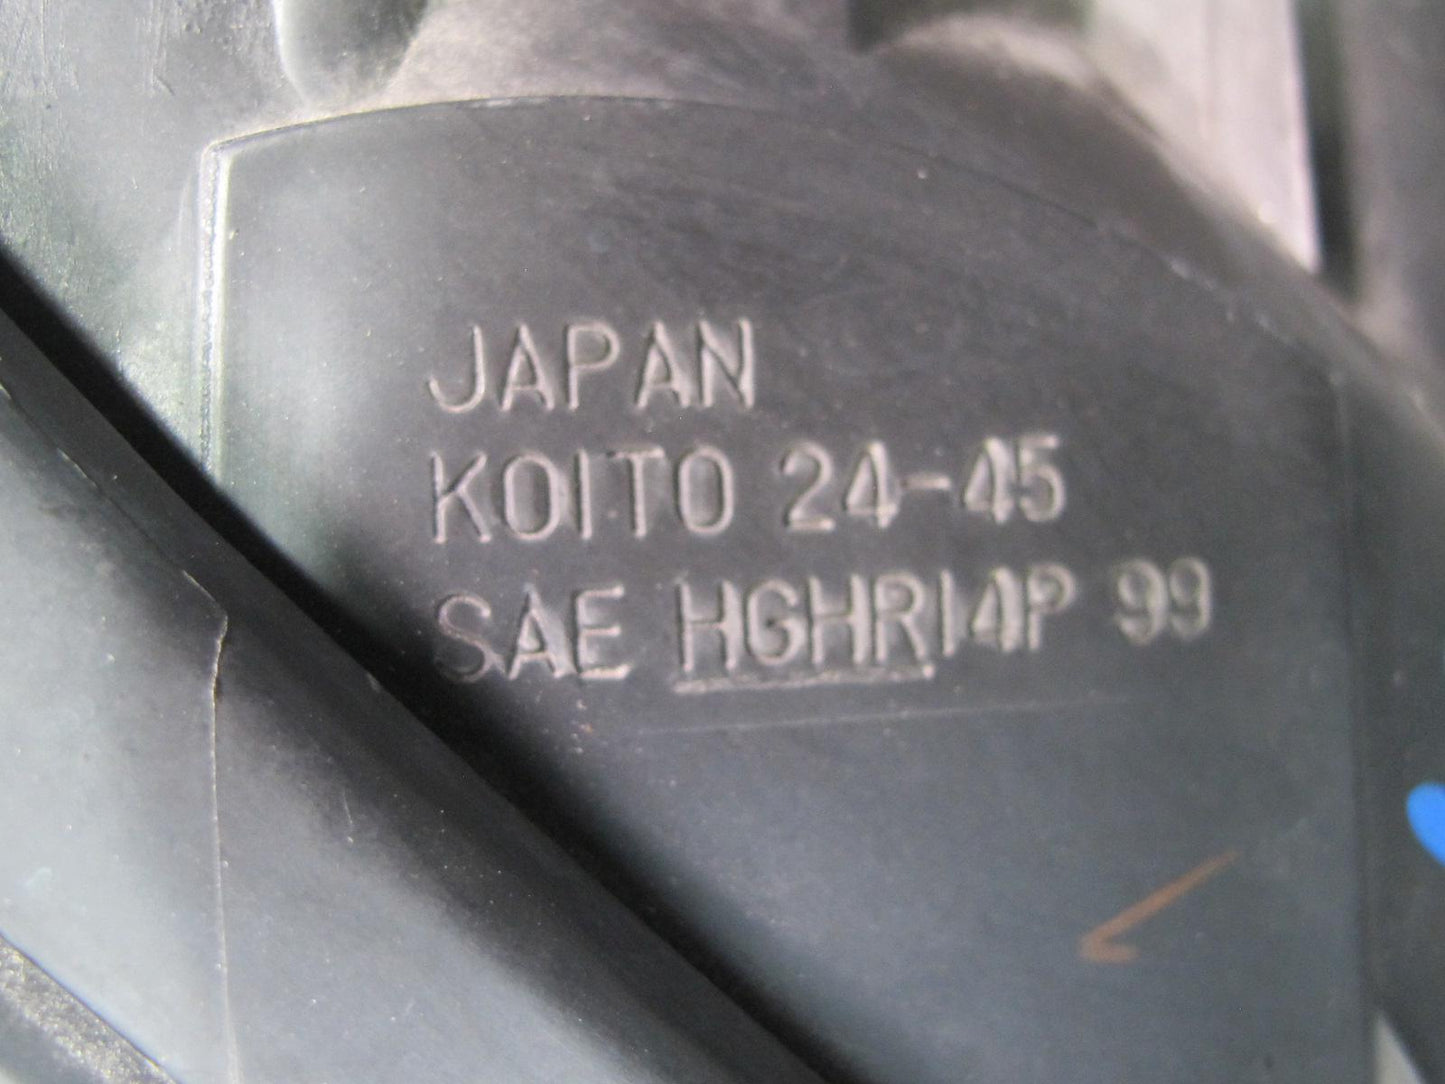 JAPAN
KOITO 24-45
SAE HGHR14P 99